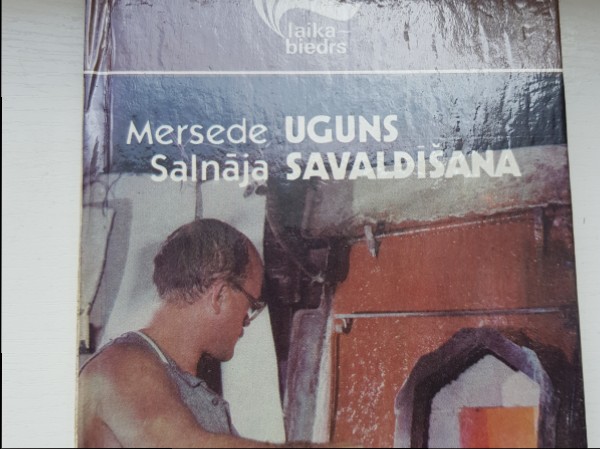 laika-
biedrs
Mersede UGUNS
Salnāja SAVALDĪŠANA